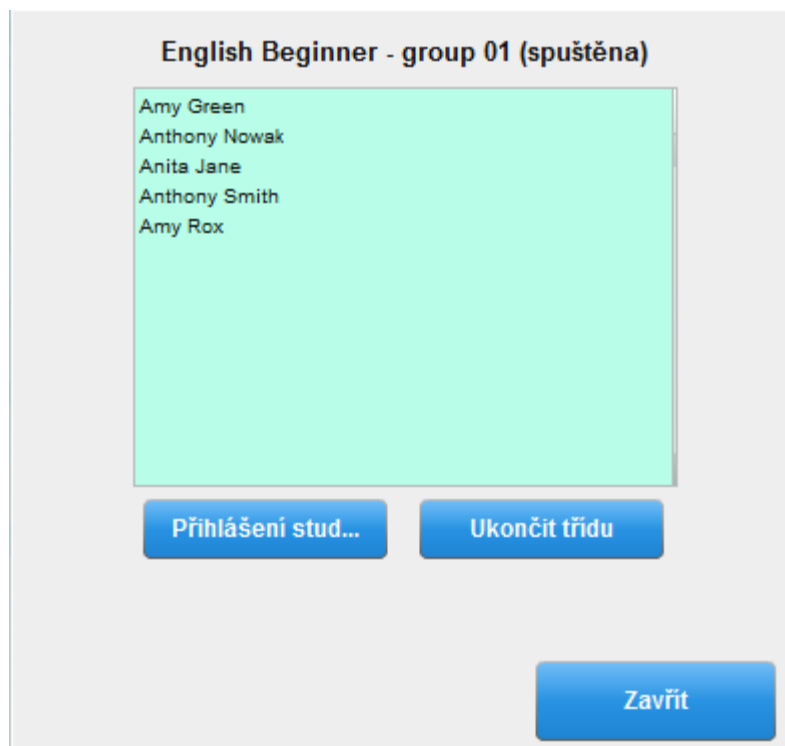 English Beginner - group 01 (spuštěna)
Amy Green
Anthony Nowak
Anita Jane
Anthony Smith
Amy Rox
Přihlášení stud...
Ukončit třídu
Zavřít